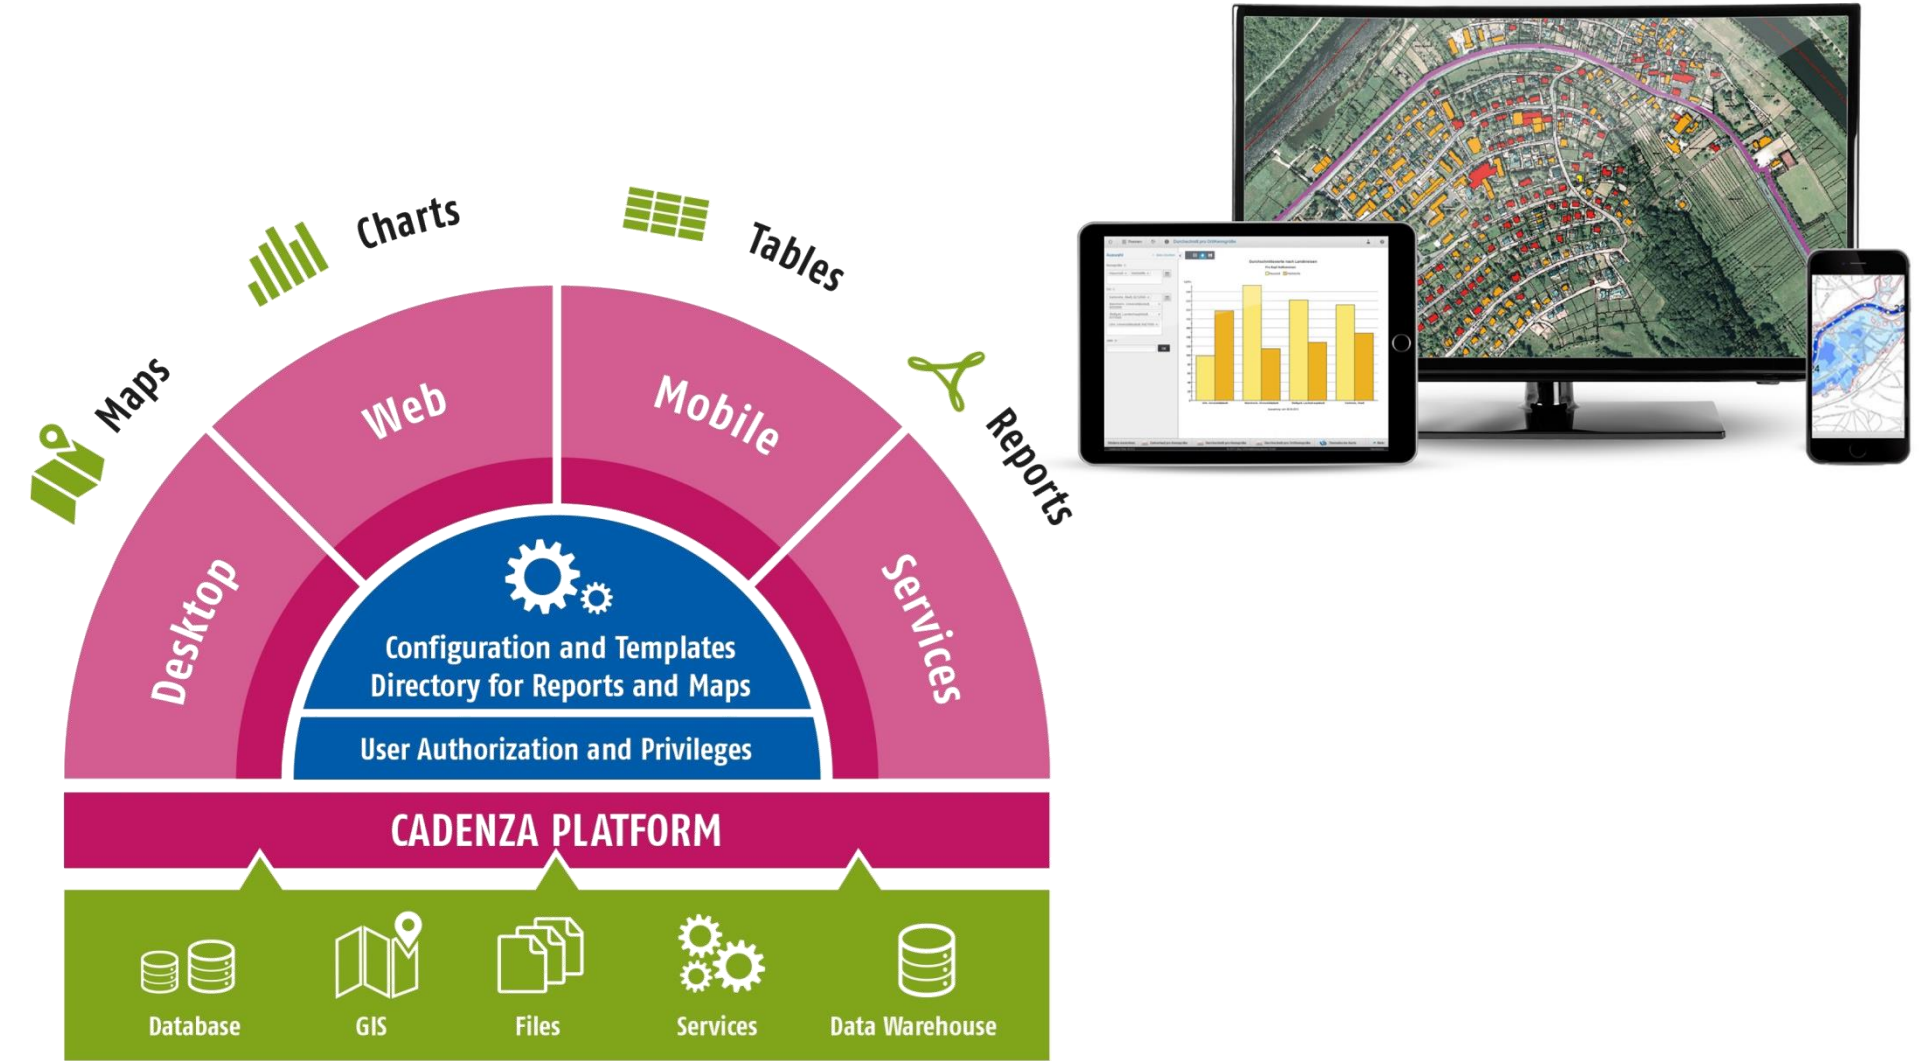 Maps
Charts
Tables
Reports
Desktop
Web
Mobile
Services
Configuration and Templates
Directory for Reports and Maps
User Authorization and Privileges
CADENZA PLATFORM
Database
GIS
Files
Services
Data Warehouse